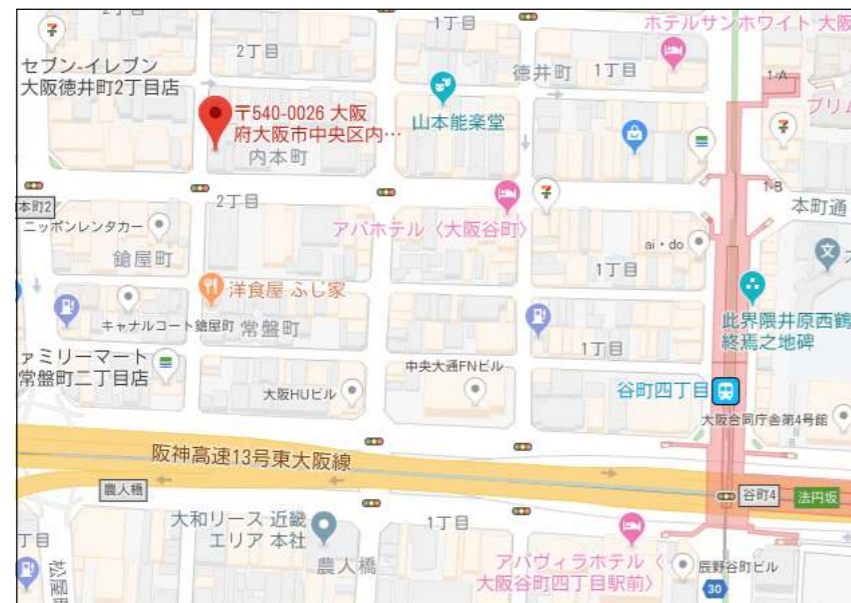 2丁目
1丁目
ホテルサンホワイト 大阪
セブン-イレブン
大阪徳井町2丁目店
2丁目
徳井町
1丁目
1-A
プリム
〒540-0026 大阪
府大阪市中央区内…
内本町
山本能楽堂
1-B
本町2
2丁目
本町通
ニッポンレンタカー
アパホテル〈大阪谷町〉
ai・do
鎗屋町
1丁目
洋食屋 ふじ家
キャナルコート鎗屋町
常盤町
此界隈井原西鶴
終焉之地碑
ァミリーマート
常盤町二丁目店
1丁目
中央大通FNビル
大阪HUビル
谷町四丁目
大阪合同庁舎第4号館
阪神高速13号東大阪線
農人橋
谷町4
法円坂
大和リース 近畿
エリア 本社
1丁目
丁目
農人橋
アパヴィラホテル〈
大阪谷町四丁目駅前〉
辰野谷町ビル
松屋
30